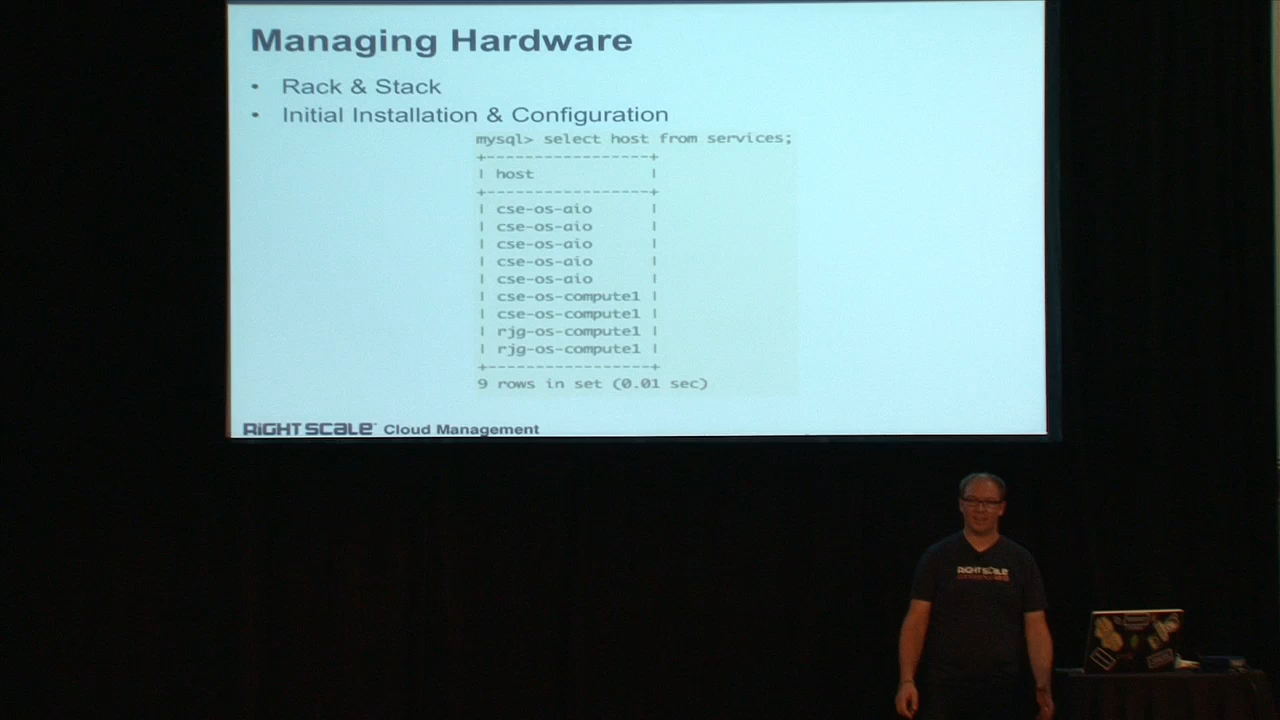 Managing Hardware
• Rack & Stack
• Initial Installation & Configuration
mysql> select host from services;
+-----------------+
| host            |
+-----------------+
| cse-os-aio      |
| cse-os-aio      |
| cse-os-aio      |
| cse-os-aio      |
| cse-os-aio      |
| cse-os-compute1 |
| cse-os-compute1 |
| rjg-os-compute1 |
| rjg-os-compute1 |
+-----------------+
9 rows in set (0.01 sec)
RIGHTSCALE Cloud Management
RIGHTSCALE